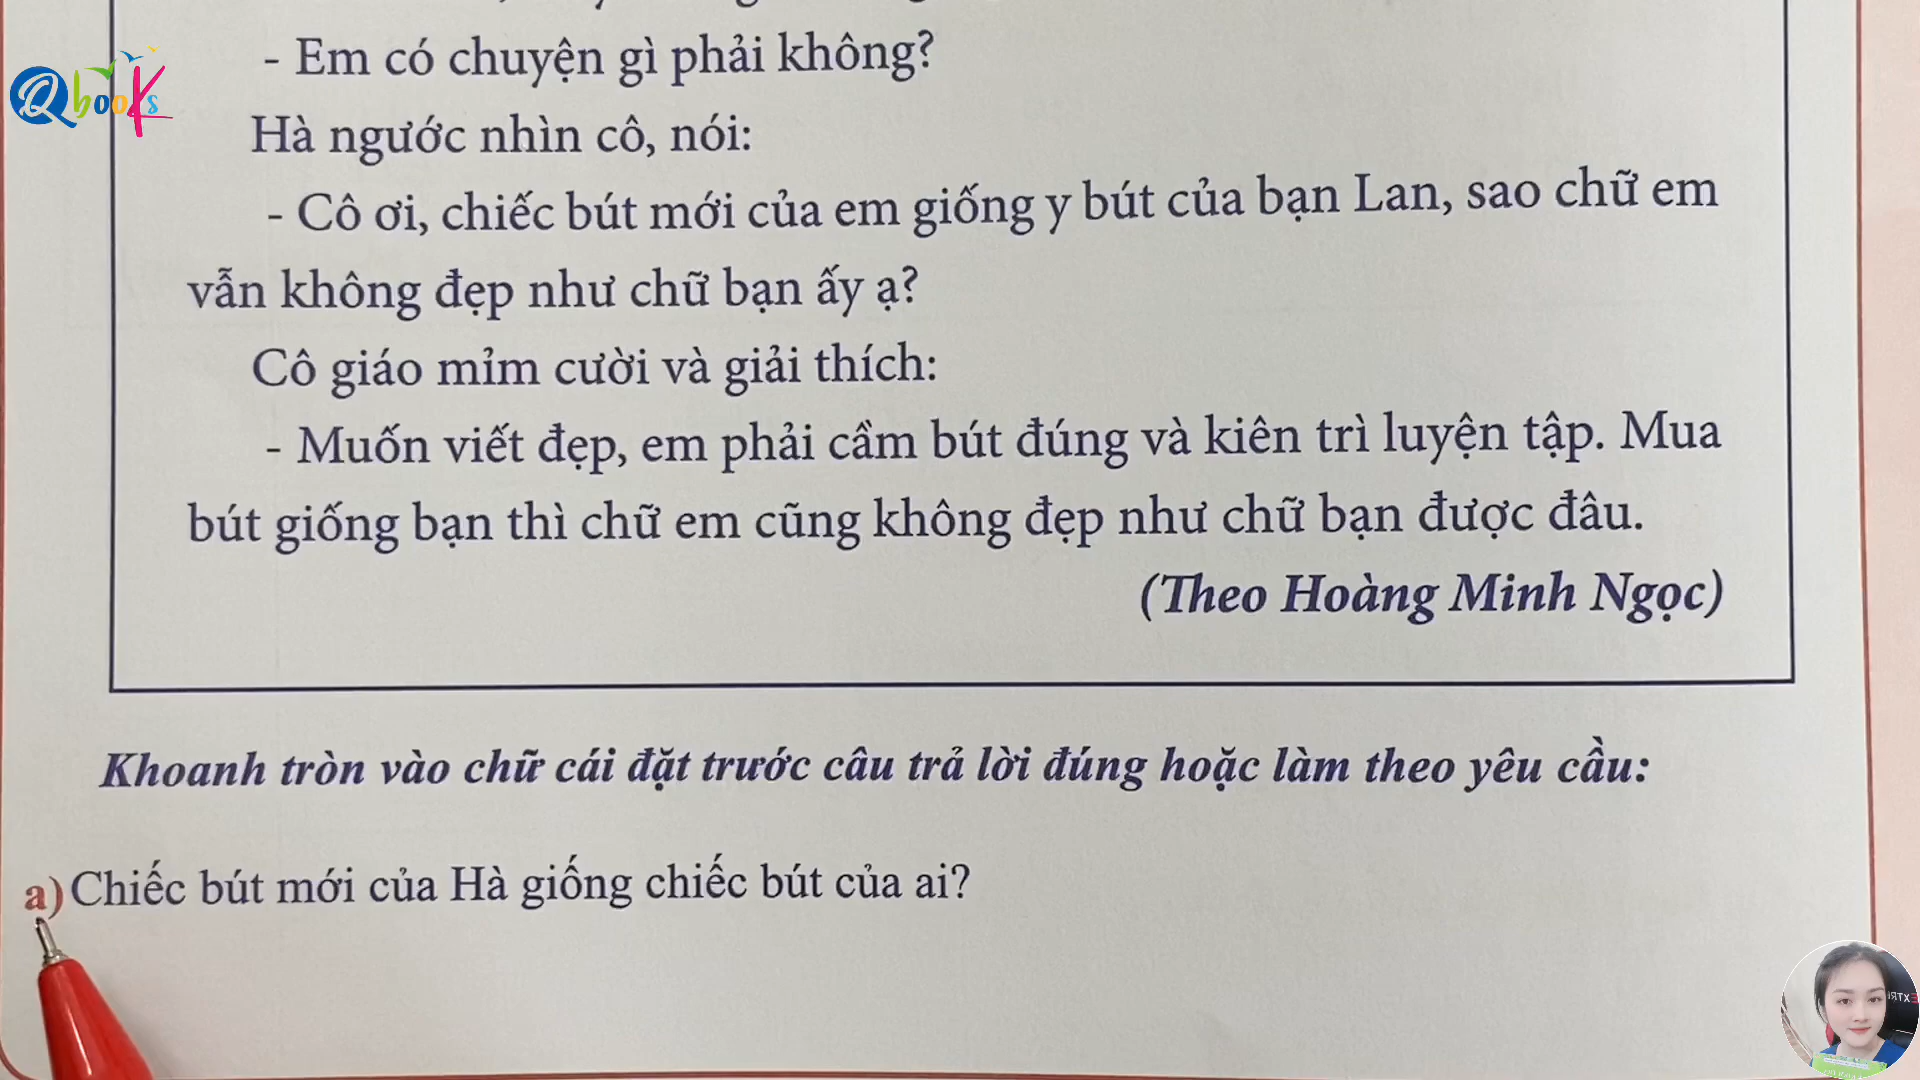 - Em có chuyện gì phải không?
Qbooks
Hà ngước nhìn cô, nói:
- Cô ơi, chiếc bút mới của em giống y bút của bạn Lan, sao chữ em
vẫn không đẹp như chữ bạn ấy ạ?
Cô giáo mỉm cười và giải thích:
- Muốn viết đẹp, em phải cầm bút đúng và kiên trì luyện tập. Mua
bút giống bạn thì chữ em cũng không đẹp như chữ bạn được đâu.
(Theo Hoàng Minh Ngọc)
Khoanh tròn vào chữ cái đặt trước câu trả lời đúng hoặc làm theo yêu cầu:
a) Chiếc bút mới của Hà giống chiếc bút của ai?